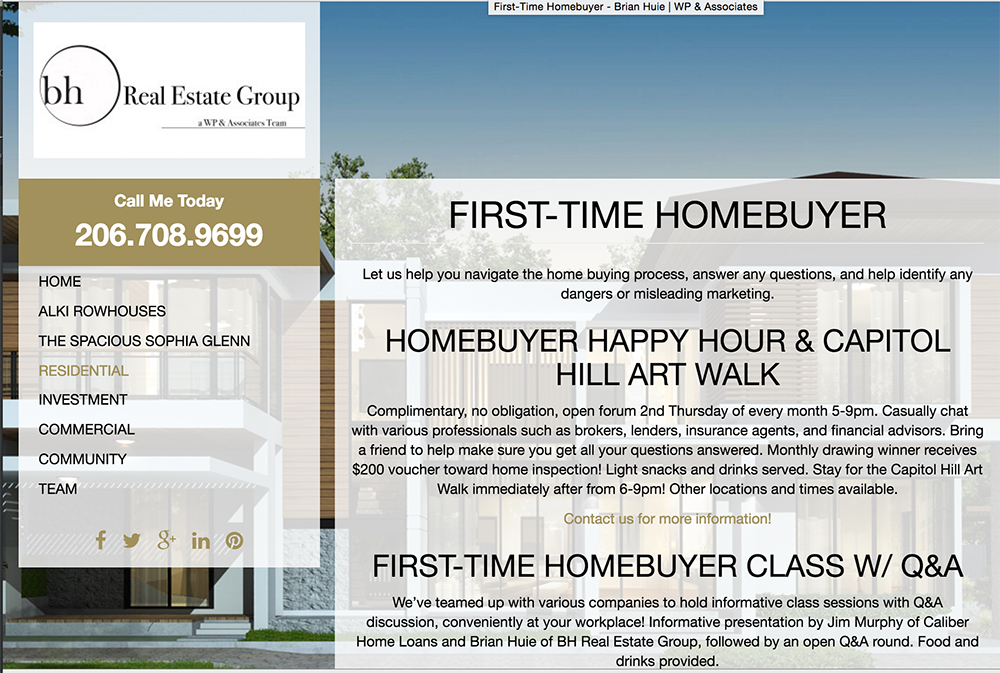 First-Time Homebuyer - Brian Huie | WP & Associates
bh
Real Estate Group
a WP & Associates Team
Call Me Today
206.708.9699
HOME
ALKI ROWHOUSES
THE SPACIOUS SOPHIA GLENN
RESIDENTIAL
INVESTMENT
COMMERCIAL
COMMUNITY
TEAM
f
g+
in
FIRST-TIME HOMEBUYER
Let us help you navigate the home buying process, answer any questions, and help identify any
dangers or misleading marketing.
HOMEBUYER HAPPY HOUR & CAPITOL
HILL ART WALK
Complimentary, no obligation, open forum 2nd Thursday of every month 5-9pm. Casually chat
with various professionals such as brokers, lenders, insurance agents, and financial advisors. Bring
a friend to help make sure you get all your questions answered. Monthly drawing winner receives
$200 voucher toward home inspection! Light snacks and drinks served. Stay for the Capitol Hill Art
Walk immediately after from 6-9pm! Other locations and times available.
Contact us for more information!
FIRST-TIME HOMEBUYER CLASS W/ Q&A
We've teamed up with various companies to hold informative class sessions with Q&A
discussion, conveniently at your workplace! Informative presentation by Jim Murphy of Caliber
Home Loans and Brian Huie of BH Real Estate Group, followed by an open Q&A round. Food and
drinks provided.